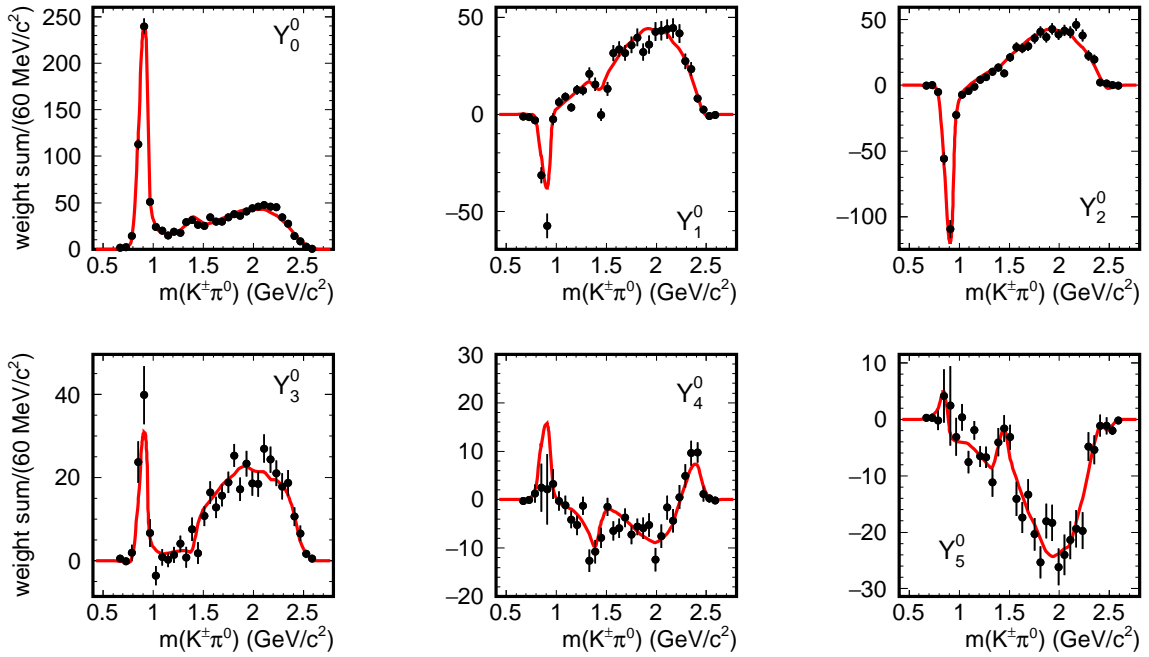 weight sum/(60 MeV/c²)
250
200
150
100
50
0
Y⁰₀
0.5 1 1.5 2 2.5
m(K±π⁰) (GeV/c²)
50
0
−50
Y⁰₁
0.5 1 1.5 2 2.5
m(K±π⁰) (GeV/c²)
50
0
−50
−100
Y⁰₂
0.5 1 1.5 2 2.5
m(K±π⁰) (GeV/c²)
weight sum/(60 MeV/c²)
40
20
0
Y⁰₃
0.5 1 1.5 2 2.5
m(K±π⁰) (GeV/c²)
30
20
10
0
−10
−20
Y⁰₄
0.5 1 1.5 2 2.5
m(K±π⁰) (GeV/c²)
10
0
−10
−20
−30
Y⁰₅
0.5 1 1.5 2 2.5
m(K±π⁰) (GeV/c²)